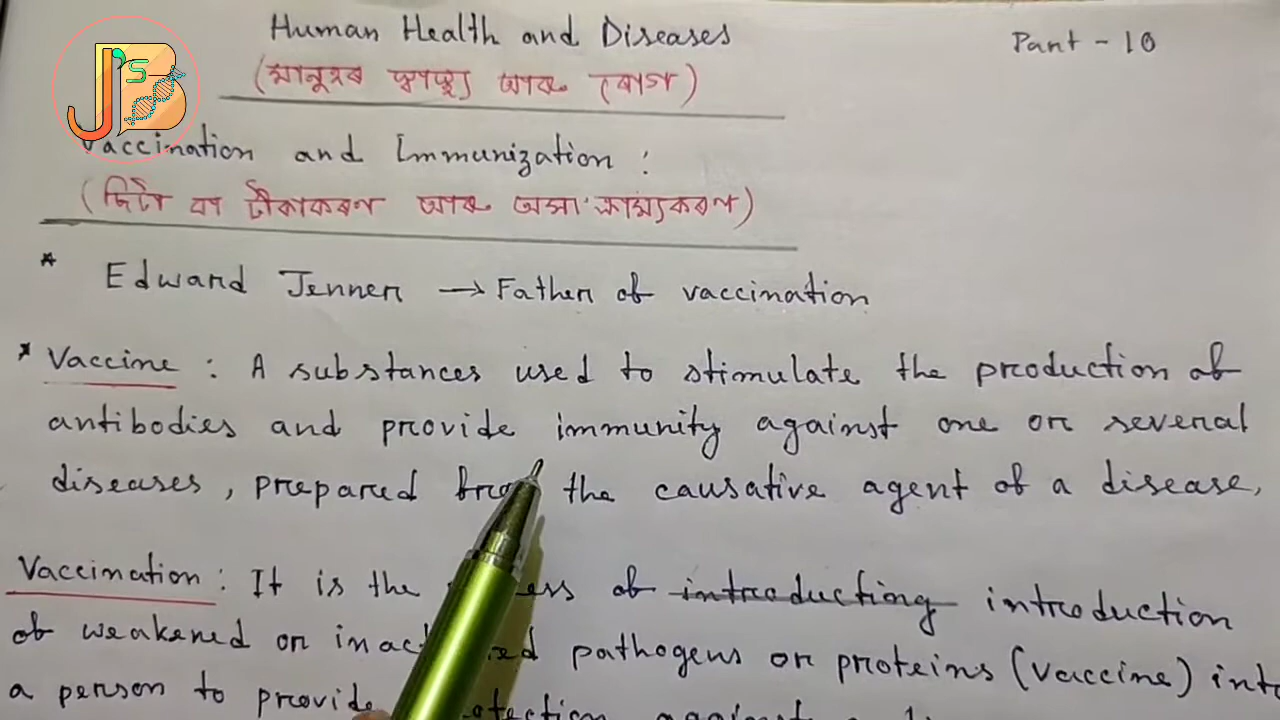 Human Health and Diseases
Part - 10
(মানুহৰ স্বাস্থ্য আৰু ৰোগ)
J's B
Vaccination and Immunization :
(ছিটা বা টীকাকৰণ আৰু অসংক্ৰাম্যকৰণ)
* Edward Jenner → Father of vaccination
* Vaccine : A substances used to stimulate the production of
antibodies and provide immunity against one or several
diseases, prepared from the causative agent of a disease,
Vaccination : It is the of introducting introduction
of weakened or pathogens or proteins (vaccine) into
a person to provide